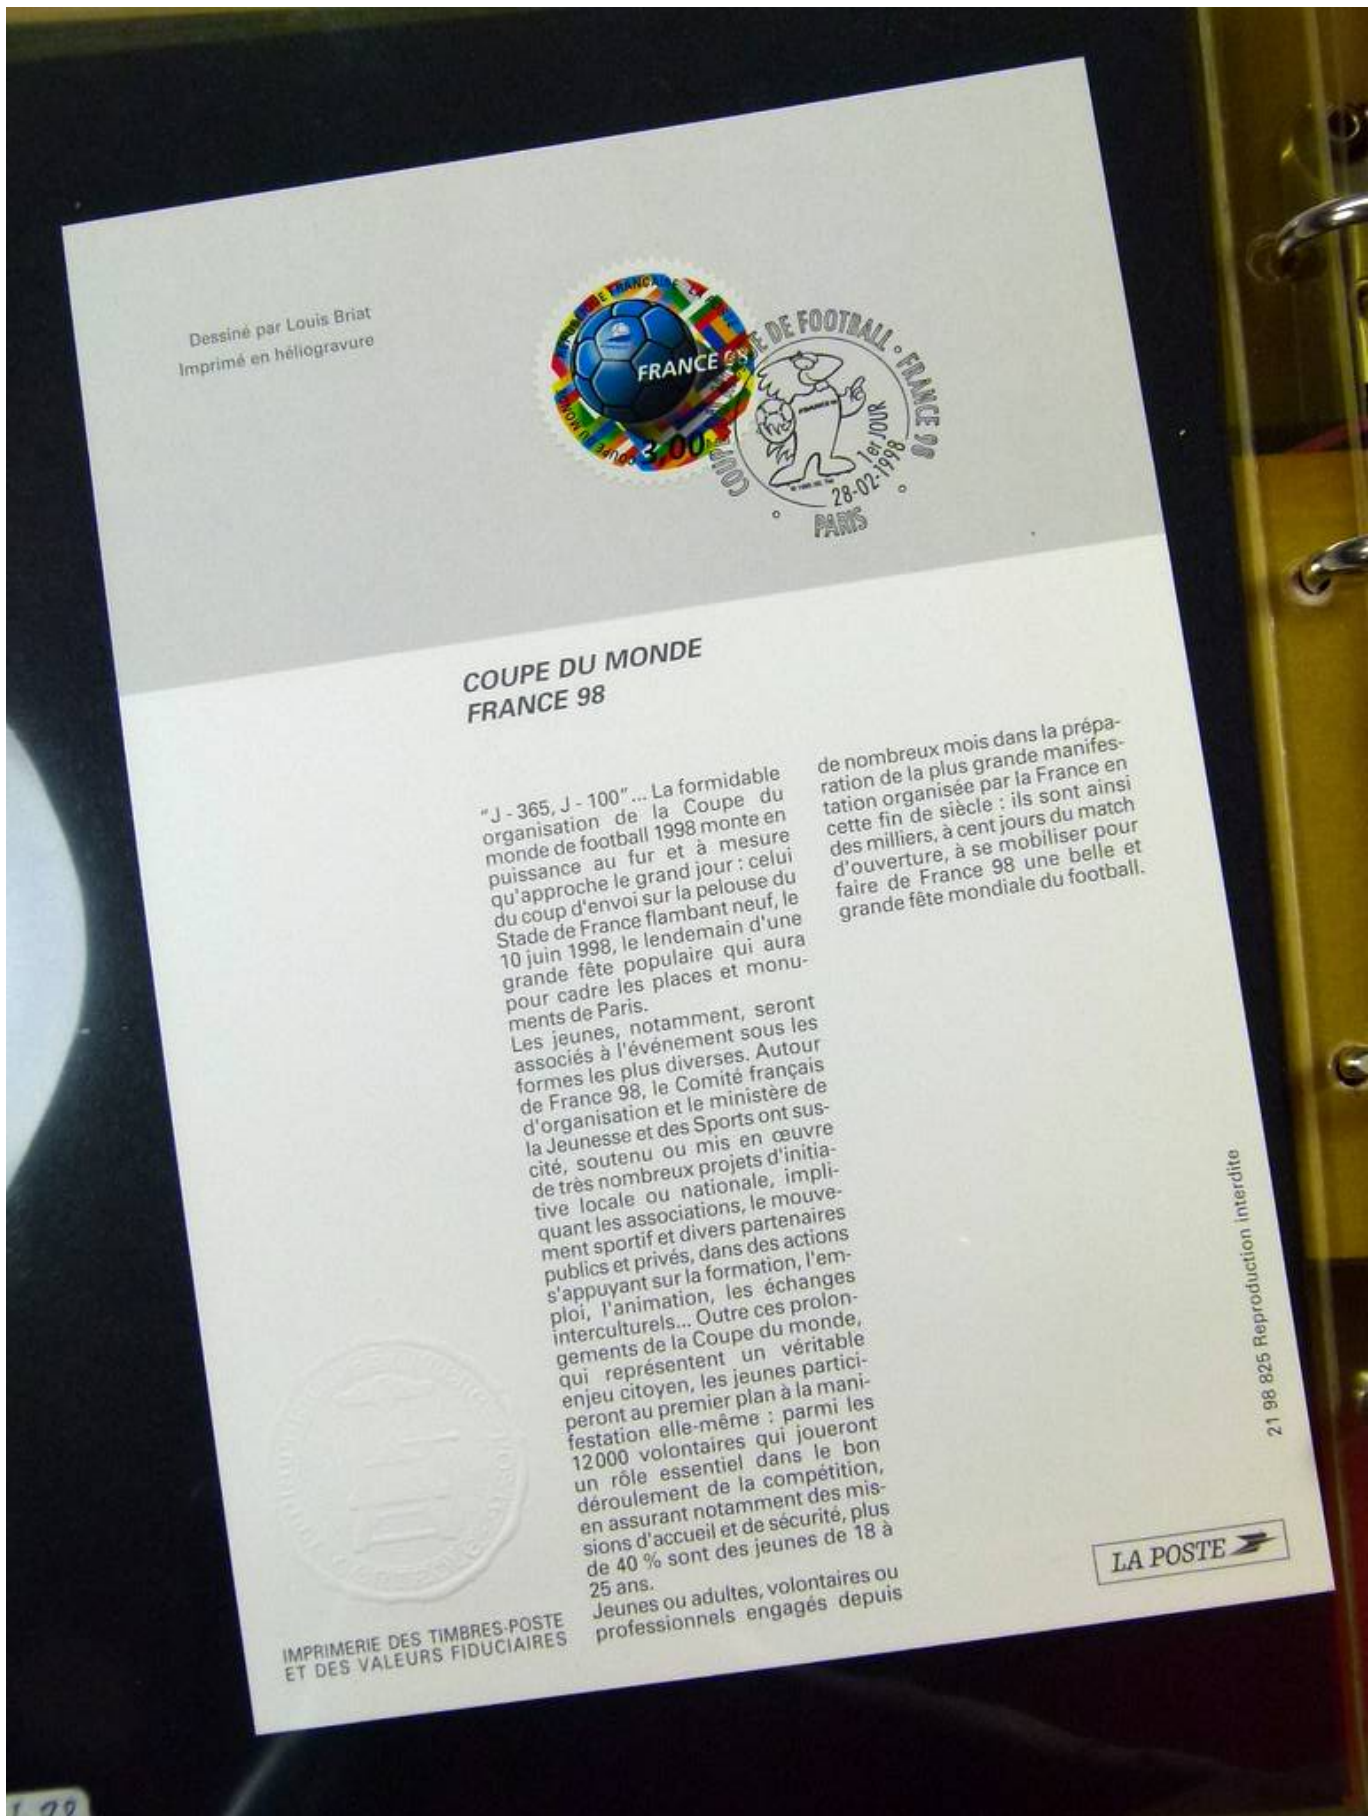 Dessiné par Louis Briat
Imprimé en héliogravure
FRANÇAISE
FRANCE
COUPE DU MONDE
3,00
DE FOOTBALL • FRANCE 98
1er JOUR
28-02-1998
PARIS
COUPE DU MONDE
FRANCE 98
"J - 365, J - 100"... La formidable
organisation de la Coupe du
monde de football 1998 monte en
puissance au fur et à mesure
qu'approche le grand jour : celui
du coup d'envoi sur la pelouse du
Stade de France flambant neuf, le
10 juin 1998, le lendemain d'une
grande fête populaire qui aura
pour cadre les places et monu-
ments de Paris.
Les jeunes, notamment, seront
associés à l'événement sous les
formes les plus diverses. Autour
de France 98, le Comité français
d'organisation et le ministère de
la Jeunesse et des Sports ont sus-
cité, soutenu ou mis en œuvre
de très nombreux projets d'initia-
tive locale ou nationale, impli-
quant les associations, le mouve-
ment sportif et divers partenaires
publics et privés, dans des actions
s'appuyant sur la formation, l'em-
ploi, l'animation, les échanges
interculturels... Outre ces prolon-
gements de la Coupe du monde,
qui représentent un véritable
enjeu citoyen, les jeunes partici-
peront au premier plan à la mani-
festation elle-même : parmi les
12000 volontaires qui joueront
un rôle essentiel dans le bon
déroulement de la compétition,
en assurant notamment des mis-
sions d'accueil et de sécurité, plus
de 40 % sont des jeunes de 18 à
25 ans.
Jeunes ou adultes, volontaires ou
professionnels engagés depuis
de nombreux mois dans la prépa-
ration de la plus grande manifes-
tation organisée par la France en
cette fin de siècle : ils sont ainsi
des milliers, à cent jours du match
d'ouverture, à se mobiliser pour
faire de France 98 une belle et
grande fête mondiale du football.
21 98 825 Reproduction interdite
LA POSTE
IMPRIMERIE DES TIMBRES-POSTE
ET DES VALEURS FIDUCIAIRES